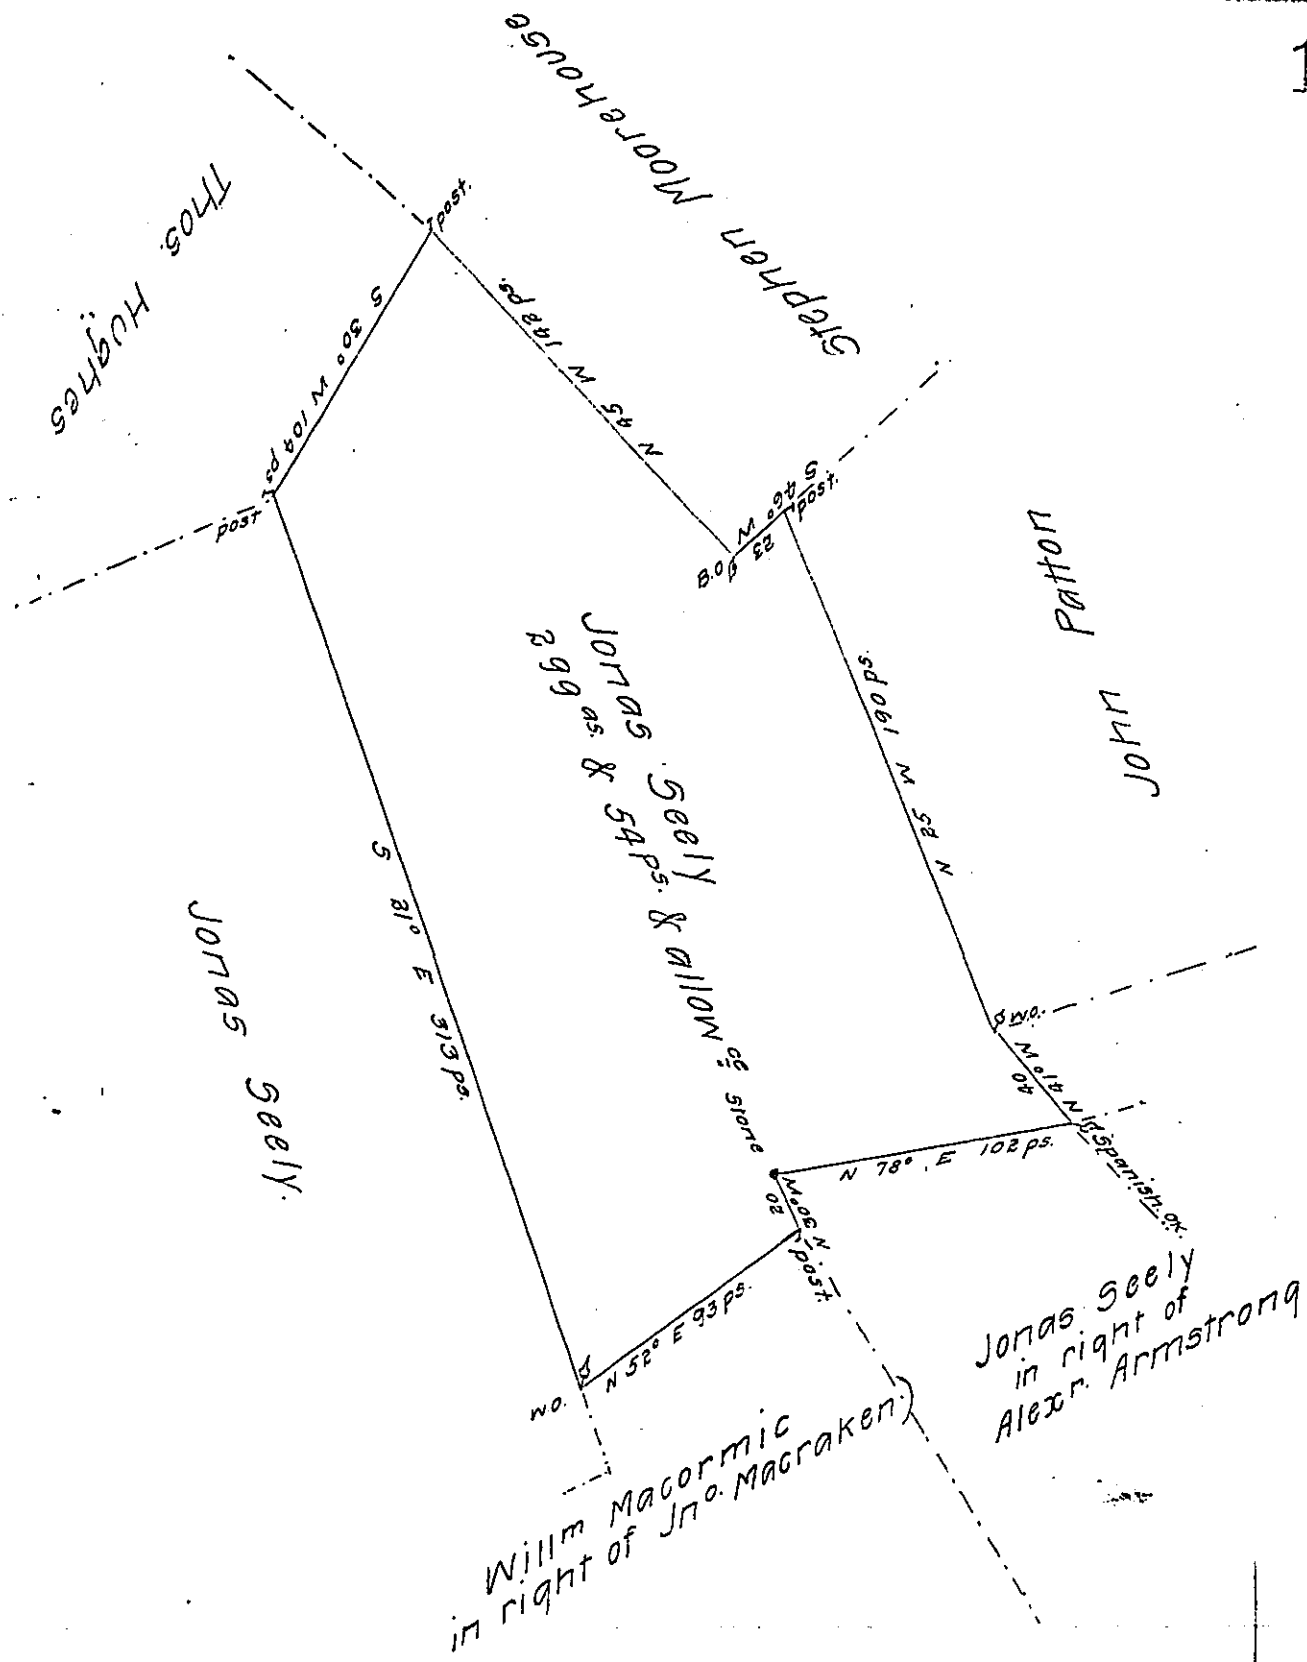 1
Stephen Moorehouse
Thos. Hughes
post.
S 30° W 104 ps.
N 45 W 142 ps.
post
S 46° W
23
post.
B.O.
John Patton
N 25 W 160 ps.
Jonas Seely
299 as. & 54 ps. & allowce
S 21° E 313 ps.
Jonas Seely.
W.O.
N 41° W
40
Spanish ok.
stone
N 78° E 102 ps.
N 30° W
20
post.
N 52° E 93 ps.
W.O.
Jonas Seely
in right of
Alexr. Armstrong
Willm Macormic
in right of Jno. Macraken.)